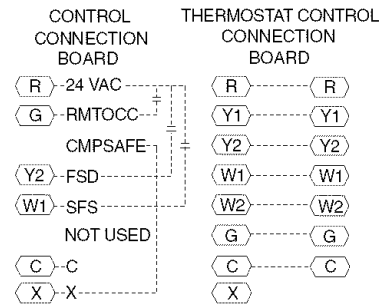 CONTROL
CONNECTION
BOARD
R 24 VAC
G RMTOCC
CMPSAFE
Y2 FSD
W1 SFS
NOT USED
C C
X X
THERMOSTAT CONTROL
CONNECTION
BOARD
R R
Y1 Y1
Y2 Y2
W1 W1
W2 W2
G G
C C
X